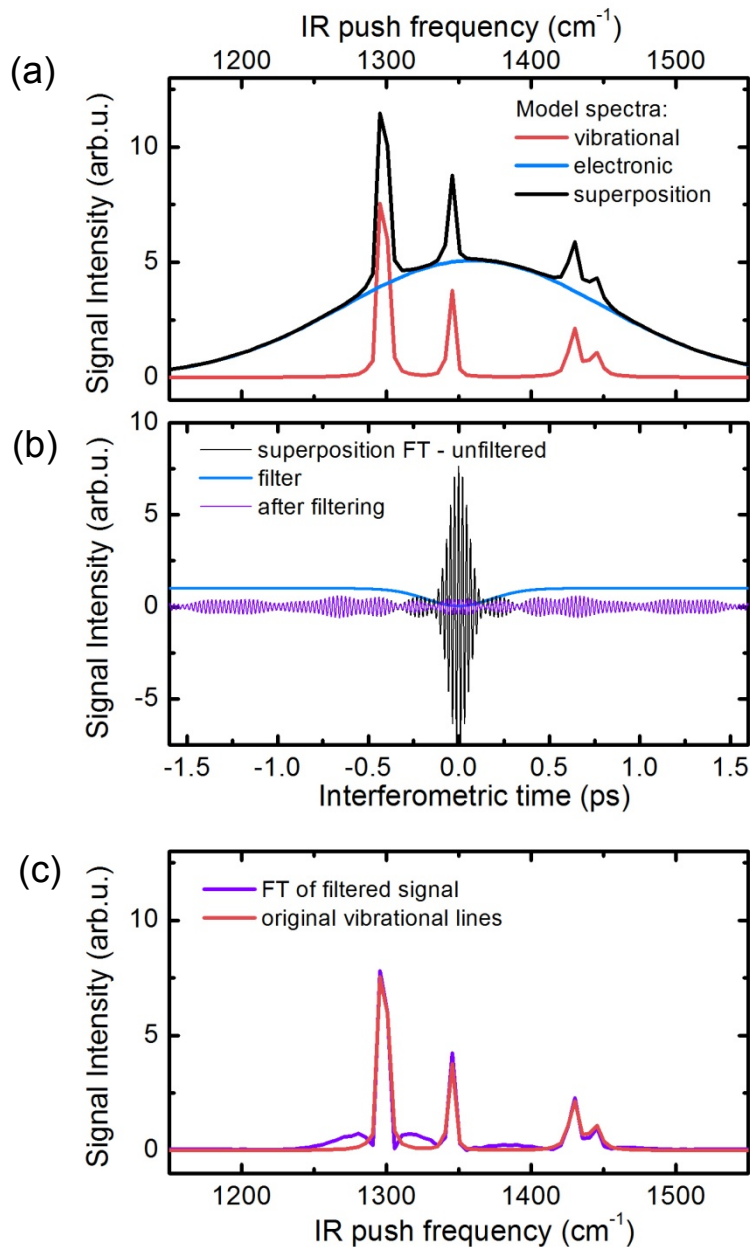 IR push frequency (cm-1)
1200 1300 1400 1500
(a)
Signal Intensity (arb.u.)
10
5
0
Model spectra:
vibrational
electronic
superposition
(b)
Signal Intensity (arb.u.)
10
5
0
-5
superposition FT - unfiltered
filter
after filtering
-1.5 -1.0 -0.5 0.0 0.5 1.0 1.5
Interferometric time (ps)
(c)
Signal Intensity (arb.u.)
10
5
0
FT of filtered signal
original vibrational lines
1200 1300 1400 1500
IR push frequency (cm-1)